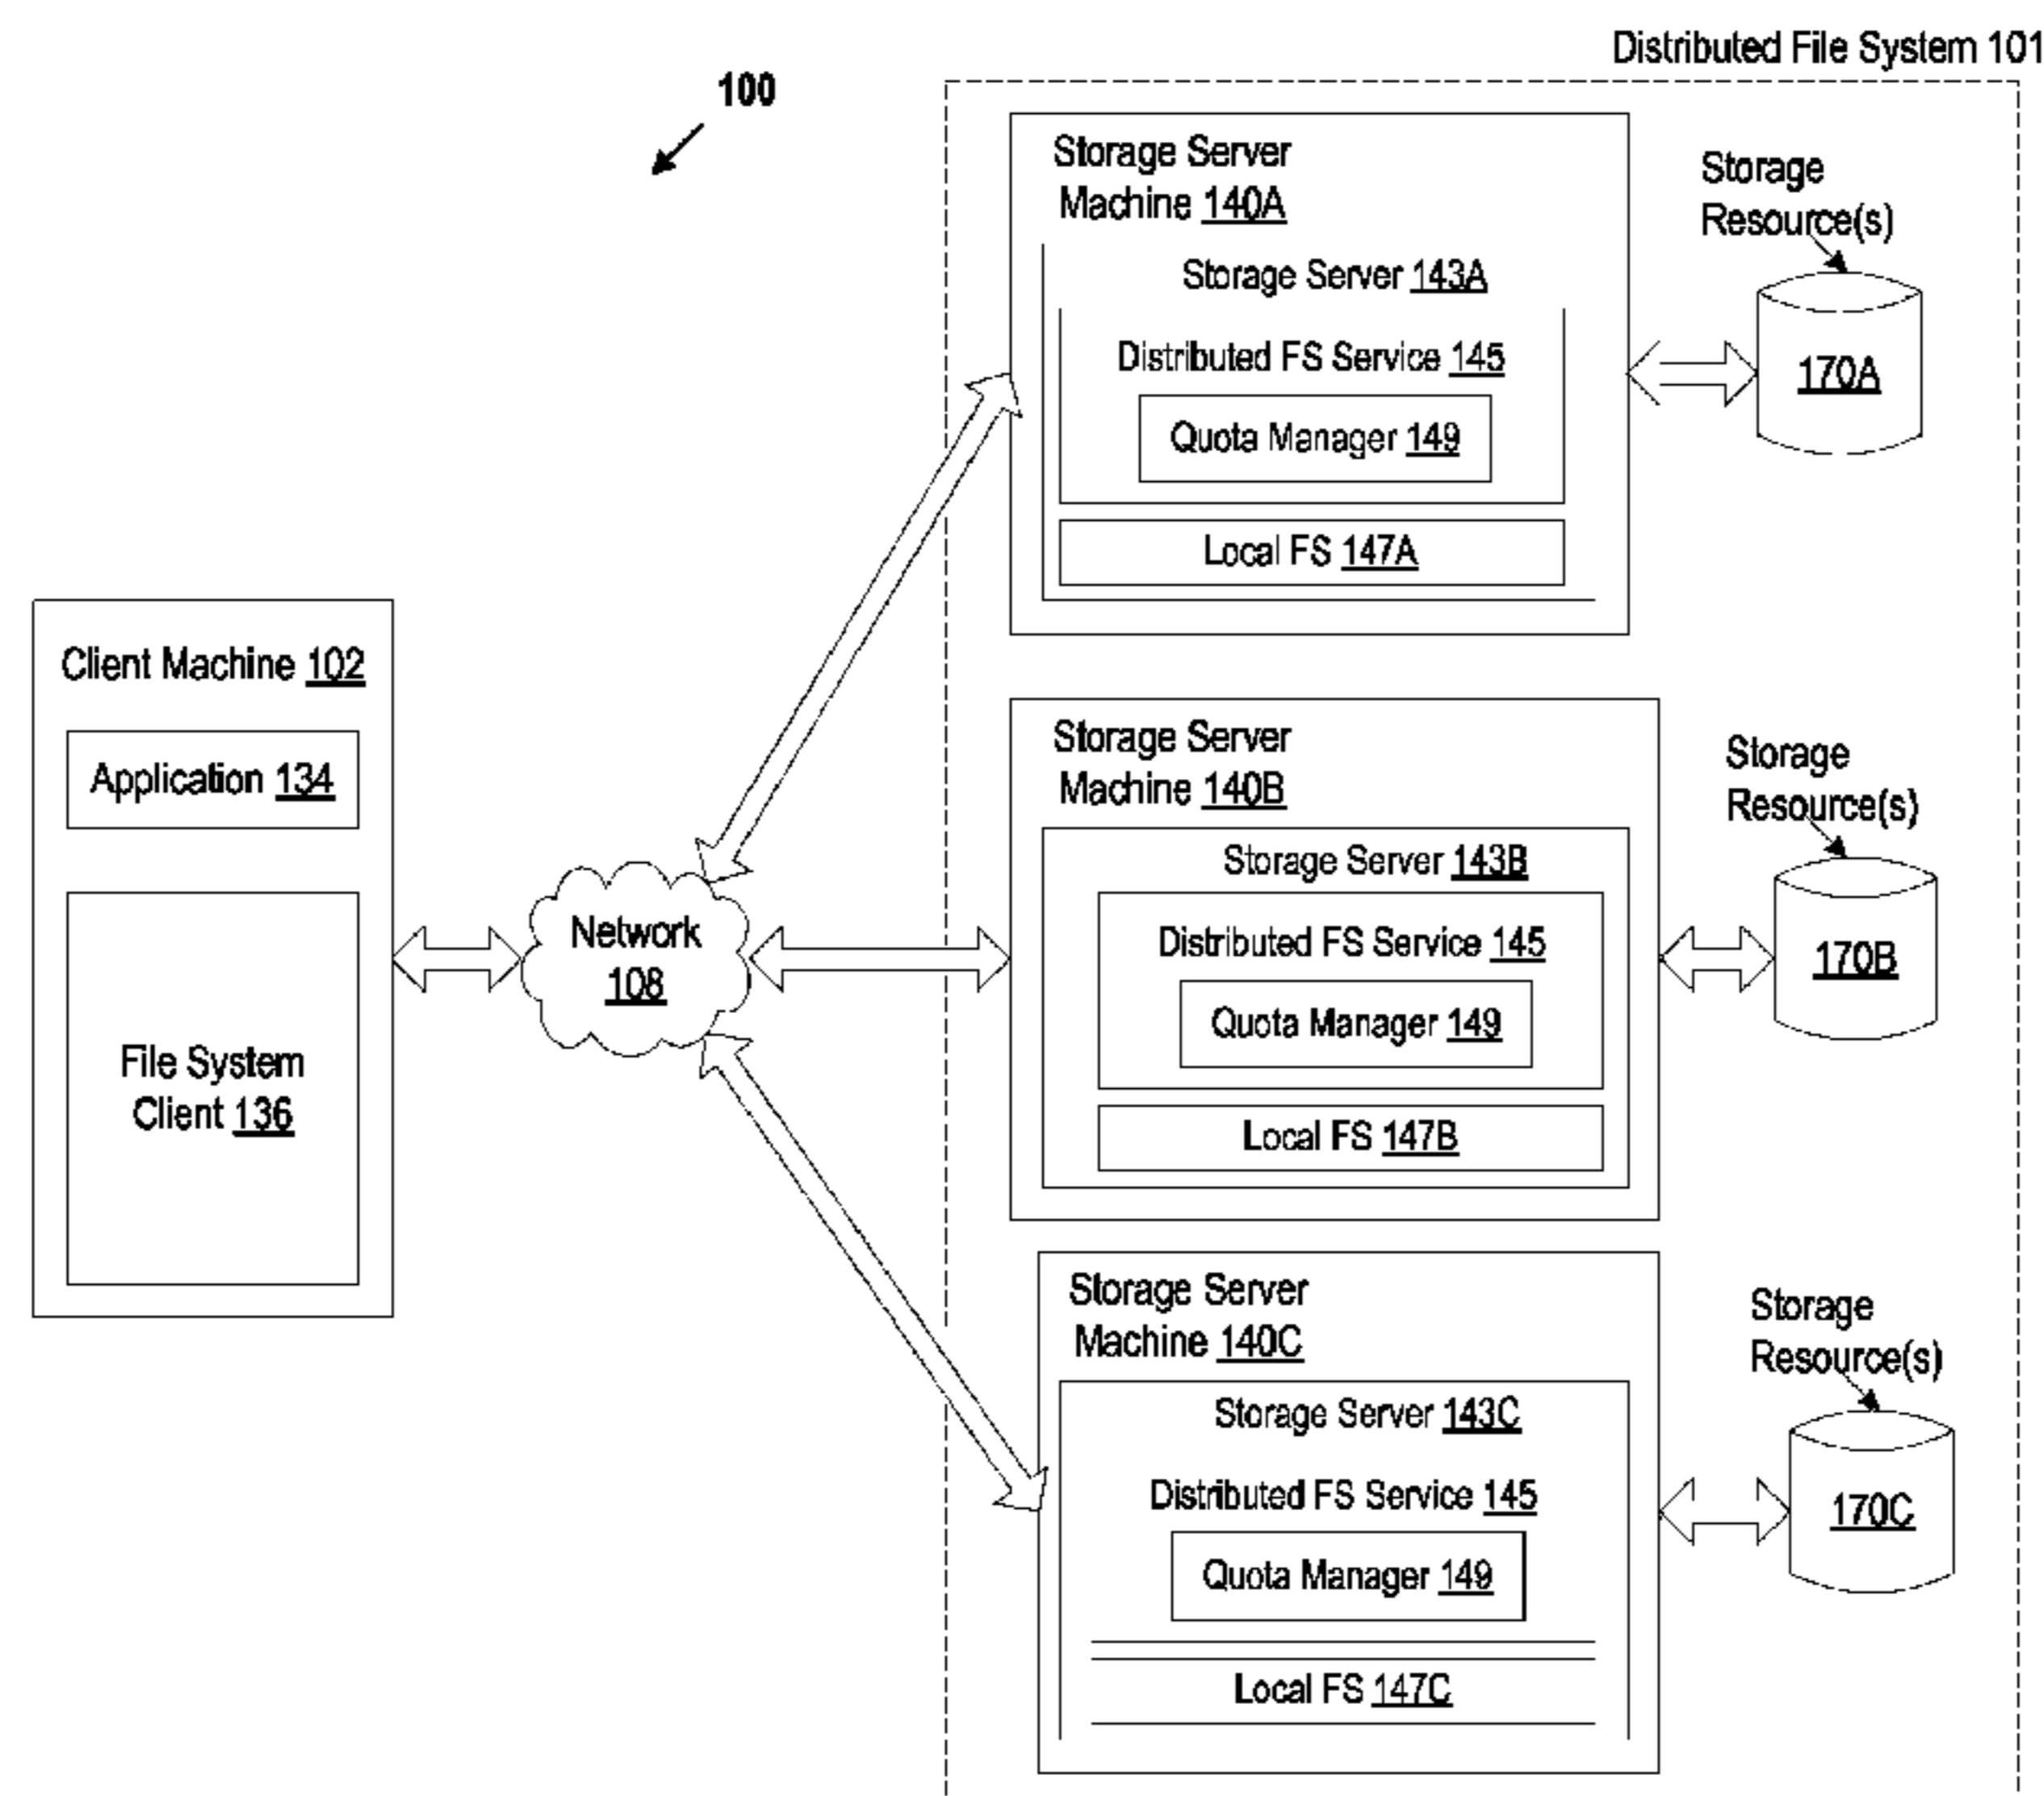 Distributed File System 101
100
Storage Server
Machine 140A
Storage
Resource(s)
Storage Server 143A
Distributed FS Service 145
170A
Quota Manager 149
Local FS 147A
Client Machine 102
Application 134
File System
Client 136
Network
108
Storage Server
Machine 140B
Storage
Resource(s)
Storage Server 143B
Distributed FS Service 145
170B
Quota Manager 149
Local FS 147B
Storage Server
Machine 140C
Storage
Resource(s)
Storage Server 143C
Distributed FS Service 145
170C
Quota Manager 149
Local FS 147C